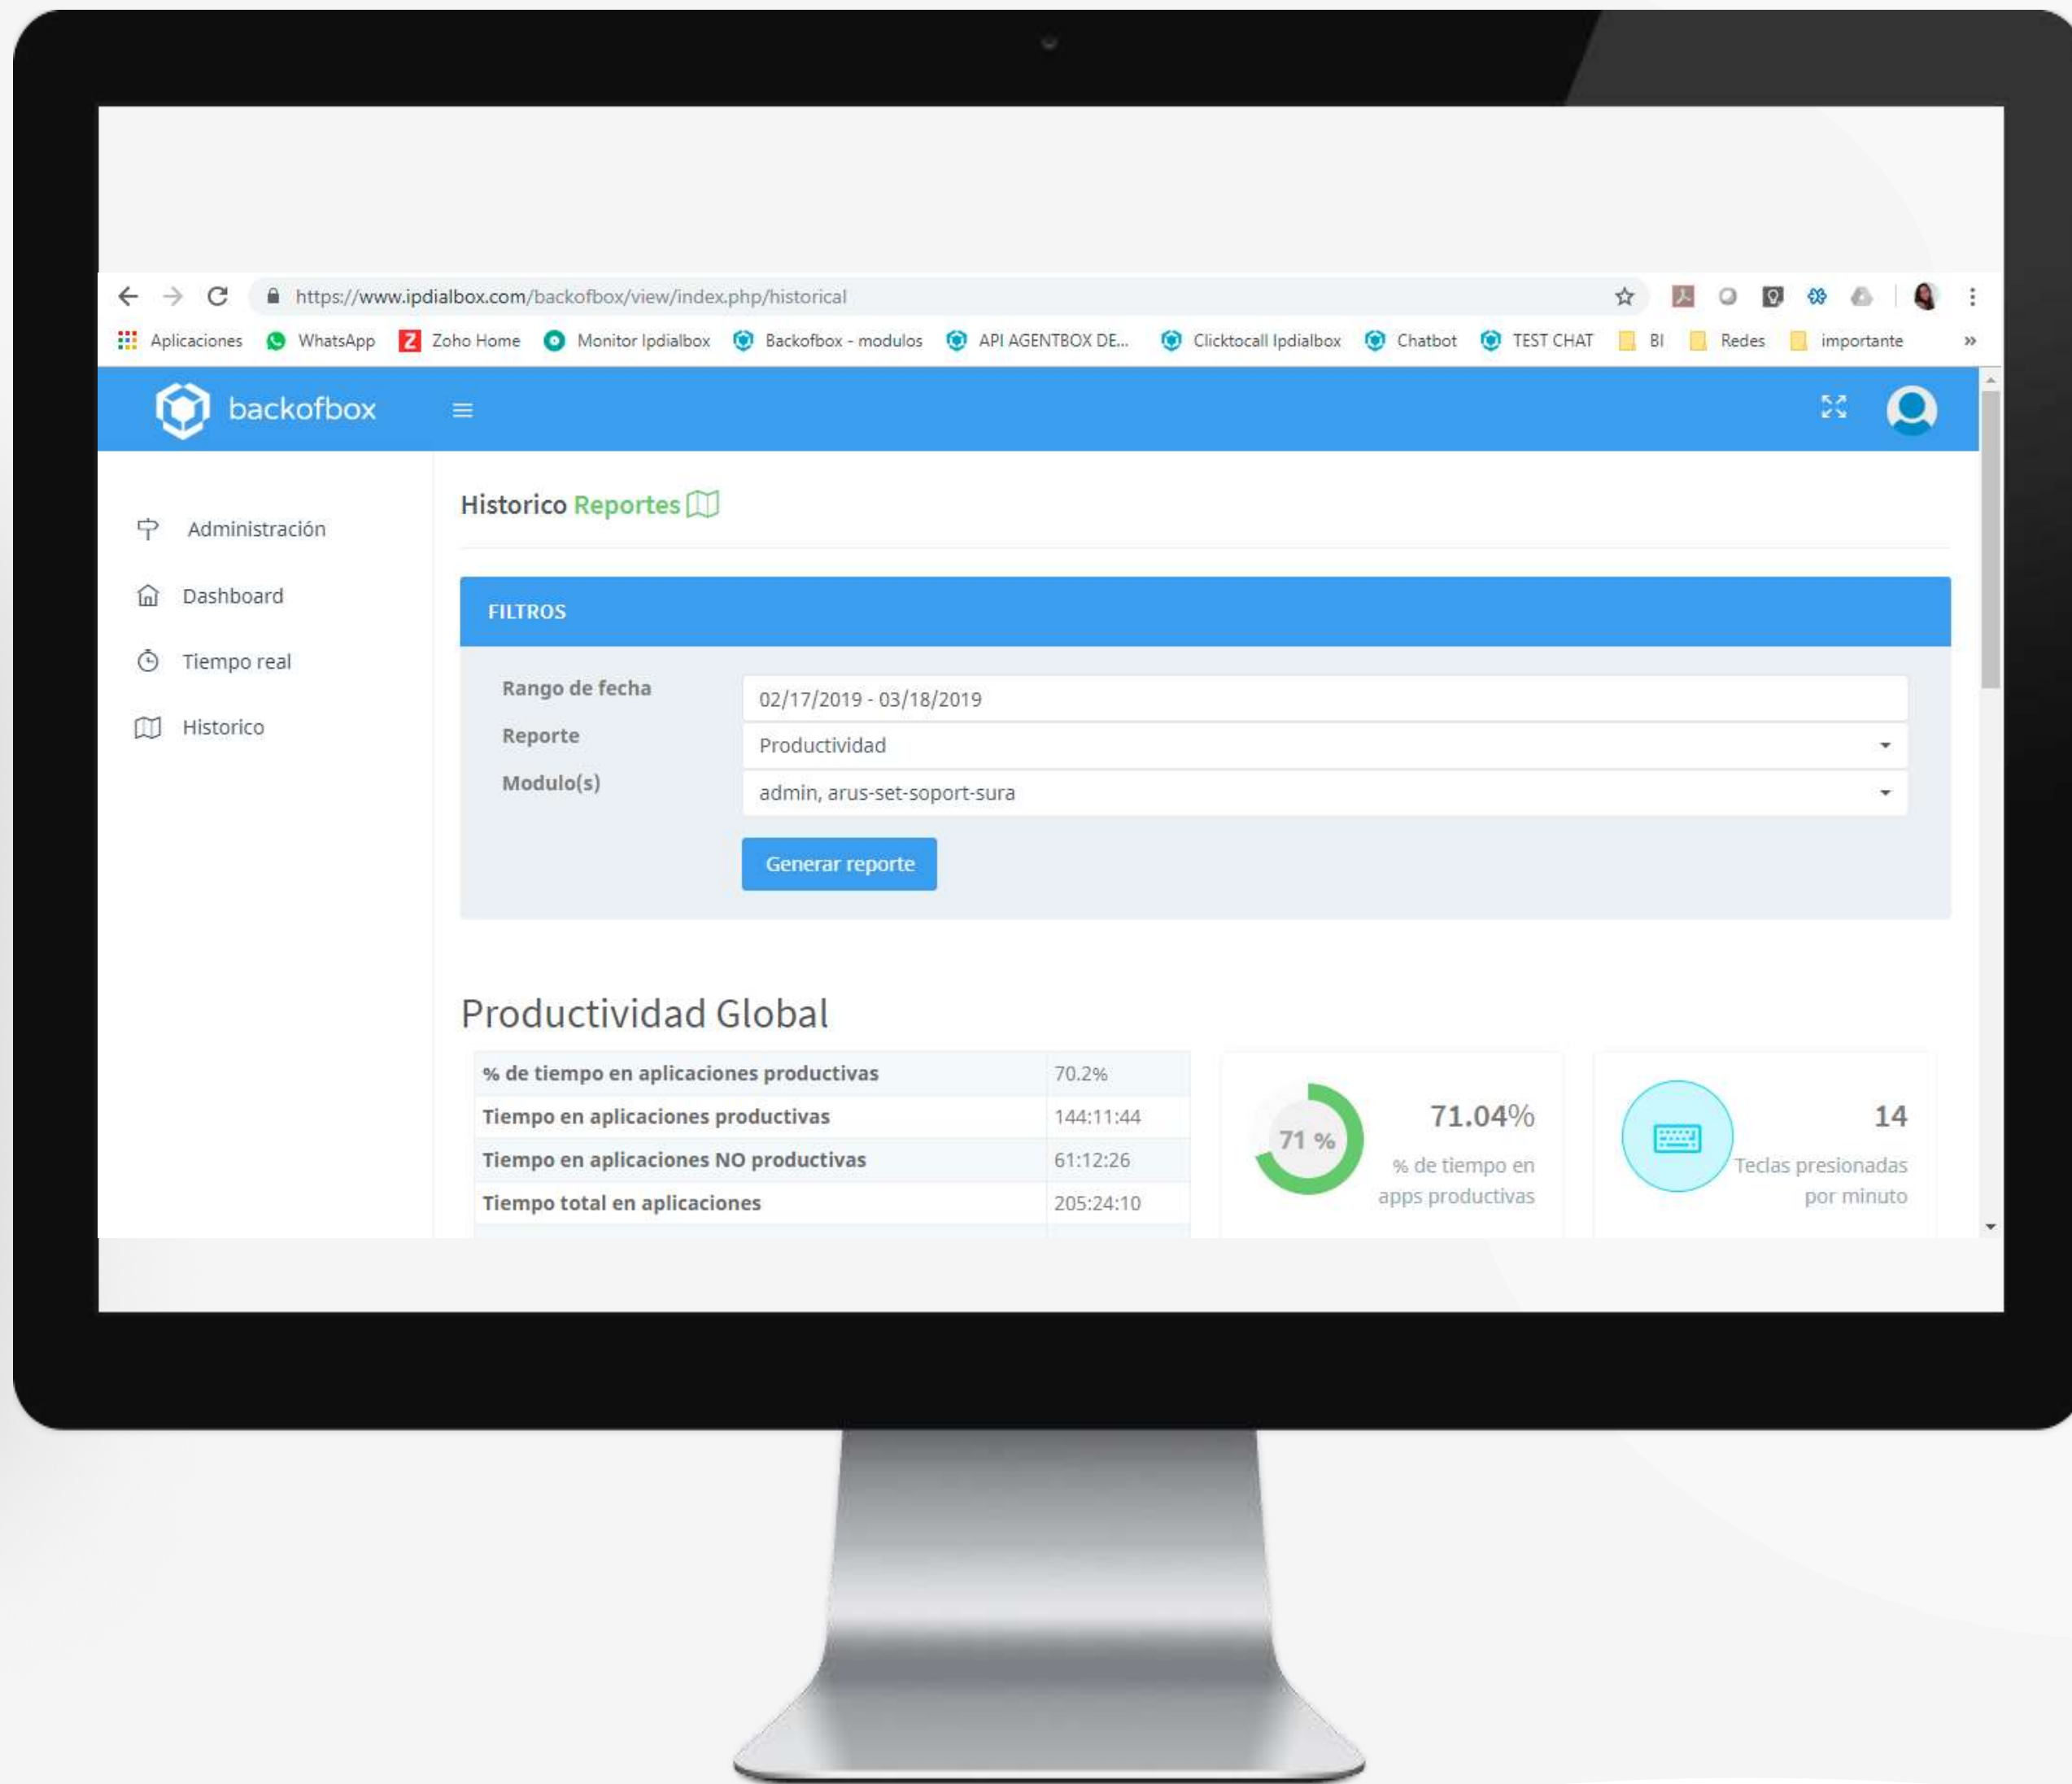 https://www.ipdialbox.com/backofbox/view/index.php/historical
Aplicaciones WhatsApp Zoho Home Monitor Ipdialbox Backofbox - modulos API AGENTBOX DE... Clicktocall Ipdialbox Chatbot TEST CHAT BI Redes importante »
backofbox
Administración
Dashboard
Tiempo real
Historico
Historico Reportes
FILTROS
Rango de fecha 02/17/2019 - 03/18/2019
Reporte Productividad
Modulo(s) admin, arus-set-soport-sura
Generar reporte
Productividad Global
% de tiempo en aplicaciones productivas 70.2%
Tiempo en aplicaciones productivas 144:11:44
Tiempo en aplicaciones NO productivas 61:12:26
Tiempo total en aplicaciones 205:24:10
71 %
71.04%
% de tiempo en
apps productivas
14
Teclas presionadas
por minuto